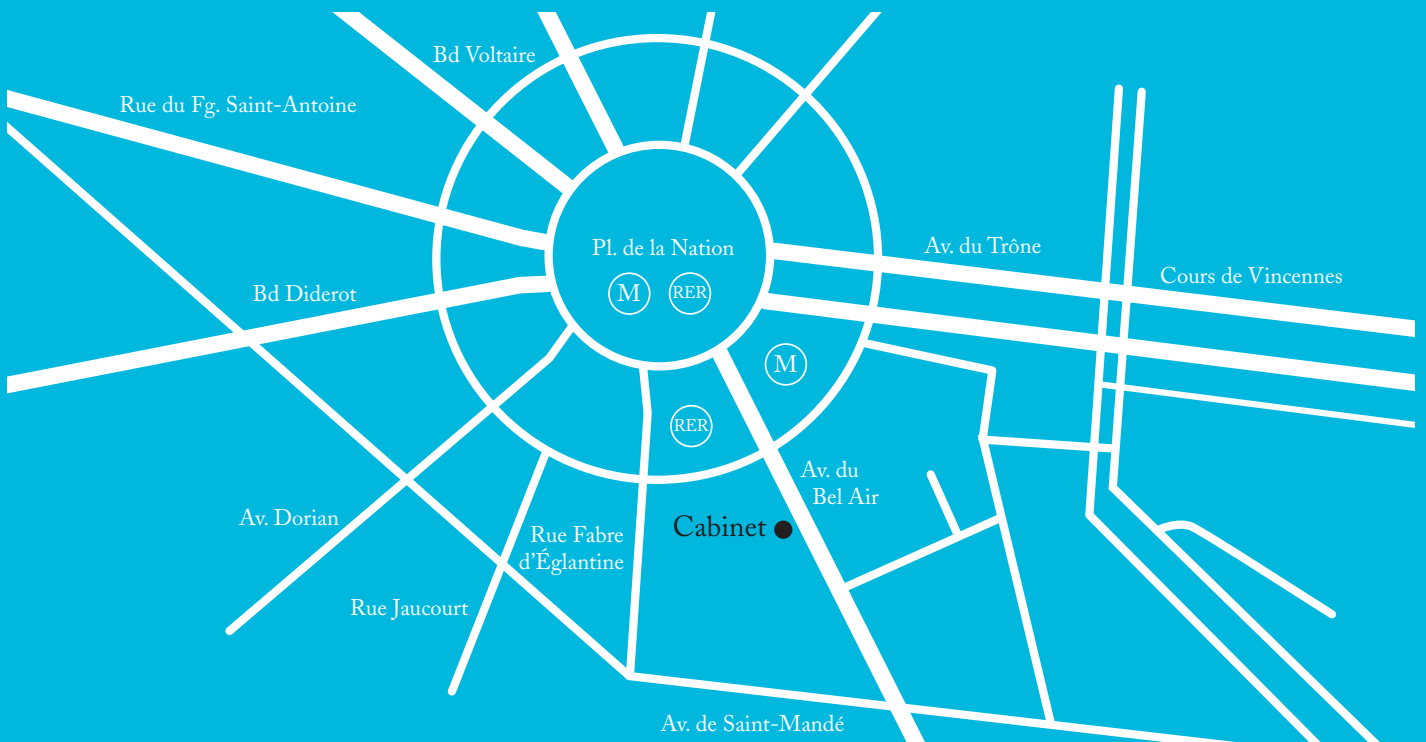 Bd Voltaire
Rue du Fg. Saint-Antoine
Pl. de la Nation
M
RER
Av. du Trône
Cours de Vincennes
Bd Diderot
M
RER
Av. du
Bel Air
Av. Dorian
Cabinet
Rue Fabre
d'Églantine
Rue Jaucourt
Av. de Saint-Mandé